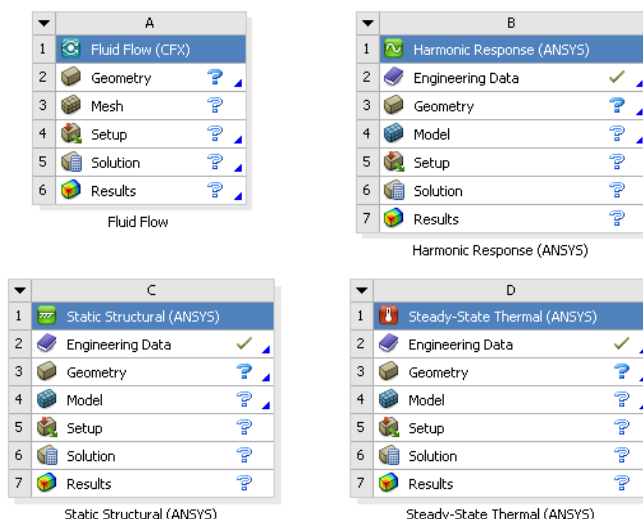 A
1 Fluid Flow (CFX)
2 Geometry ?
3 Mesh ?
4 Setup ?
5 Solution ?
6 Results ?
Fluid Flow
B
1 Harmonic Response (ANSYS)
2 Engineering Data ✓
3 Geometry ?
4 Model ?
5 Setup ?
6 Solution ?
7 Results ?
Harmonic Response (ANSYS)
C
1 Static Structural (ANSYS)
2 Engineering Data ✓
3 Geometry ?
4 Model ?
5 Setup ?
6 Solution ?
7 Results ?
Static Structural (ANSYS)
D
1 Steady-State Thermal (ANSYS)
2 Engineering Data ✓
3 Geometry ?
4 Model ?
5 Setup ?
6 Solution ?
7 Results ?
Steady-State Thermal (ANSYS)